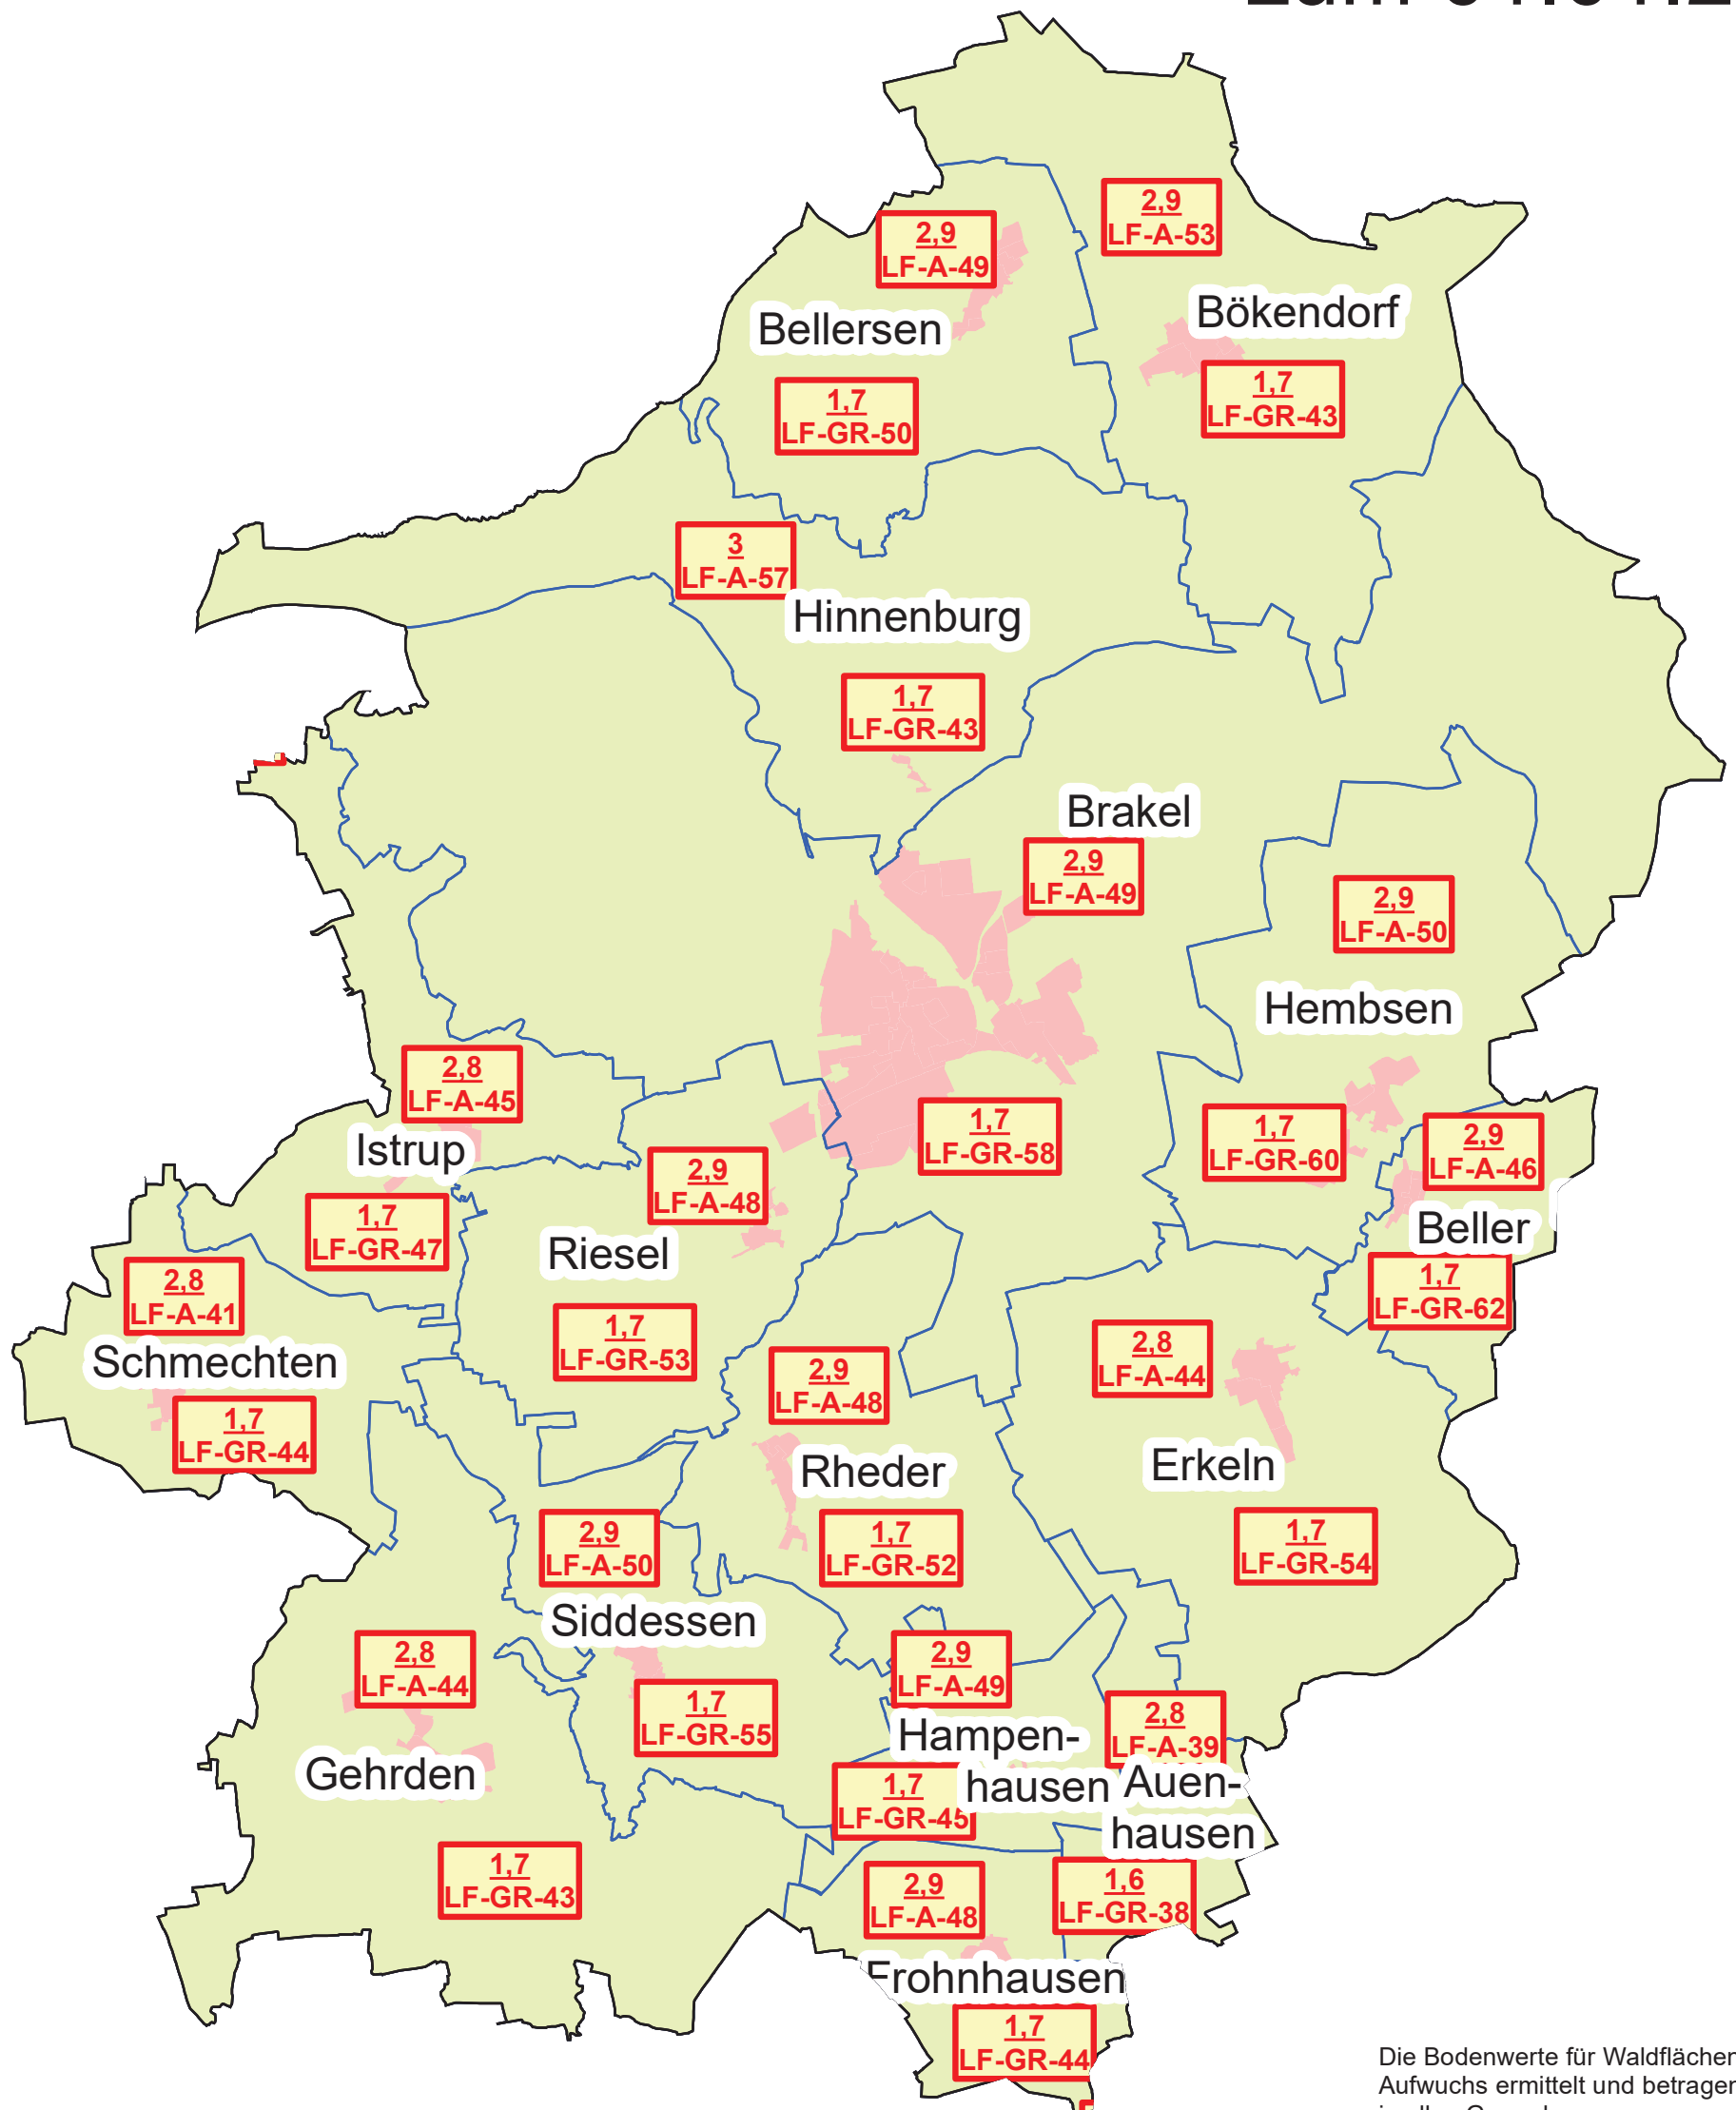 2,9
LF-A-53
2,9
LF-A-49
Bökendorf
Bellersen
1,7
LF-GR-43
1,7
LF-GR-50
3
LF-A-57
Hinnenburg
1,7
LF-GR-43
Brakel
2,9
LF-A-49
2,9
LF-A-50
Hembsen
2,8
LF-A-45
Istrup
1,7
LF-GR-58
1,7
LF-GR-60
2,9
LF-A-46
2,9
LF-A-48
1,7
LF-GR-47
Riesel
Beller
2,8
LF-A-41
1,7
LF-GR-62
Schmechten
1,7
LF-GR-53
2,8
LF-A-44
2,9
LF-A-48
1,7
LF-GR-44
Rheder
Erkeln
2,9
LF-A-50
1,7
LF-GR-52
1,7
LF-GR-54
Siddessen
2,8
LF-A-44
2,9
LF-A-49
1,7
LF-GR-55
2,8
LF-A-39
Hampen-
hausen
Gehrden
1,7
LF-GR-45
Auen-
hausen
1,7
LF-GR-43
2,9
LF-A-48
1,6
LF-GR-38
Frohnhausen
1,7
LF-GR-44
Die Bodenwerte für Waldflächen
Aufwuchs ermittelt und betragen